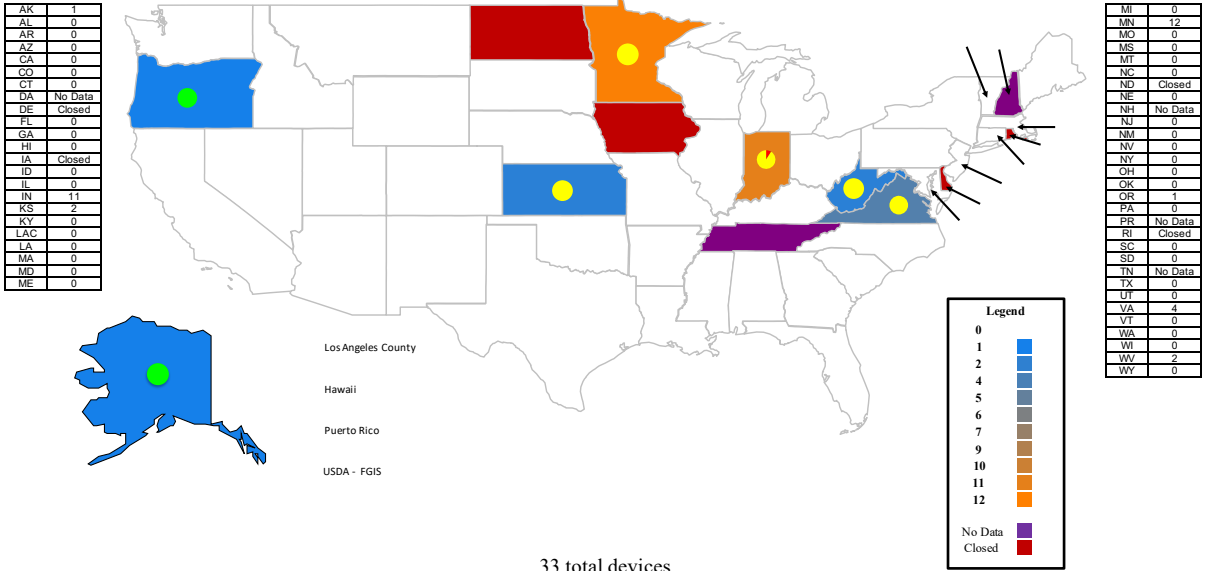 AK 1
AL 0
AR 0
AZ 0
CA 0
CO 0
CT 0
DA No Data
DE Closed
FL 0
GA 0
HI 0
IA Closed
ID 0
IL 0
IN 11
KS 2
KY 0
LAC 0
LA 0
MA 0
MD 0
ME 0
MI 0
MN 12
MO 0
MS 0
MT 0
NC 0
ND Closed
NE 0
NH No Data
NJ 0
NM 0
NV 0
NY 0
OH 0
OK 0
OR 1
PA 0
PR No Data
RI Closed
SC 0
SD 0
TN No Data
TX 0
UT 0
VA 4
VT 0
WA 0
WI 0
WV 2
WY 0
Los Angeles County
Hawaii
Puerto Rico
USDA - FGIS
Legend
0
1
2
4
5
6
7
9
10
11
12
No Data
Closed
33 total devices